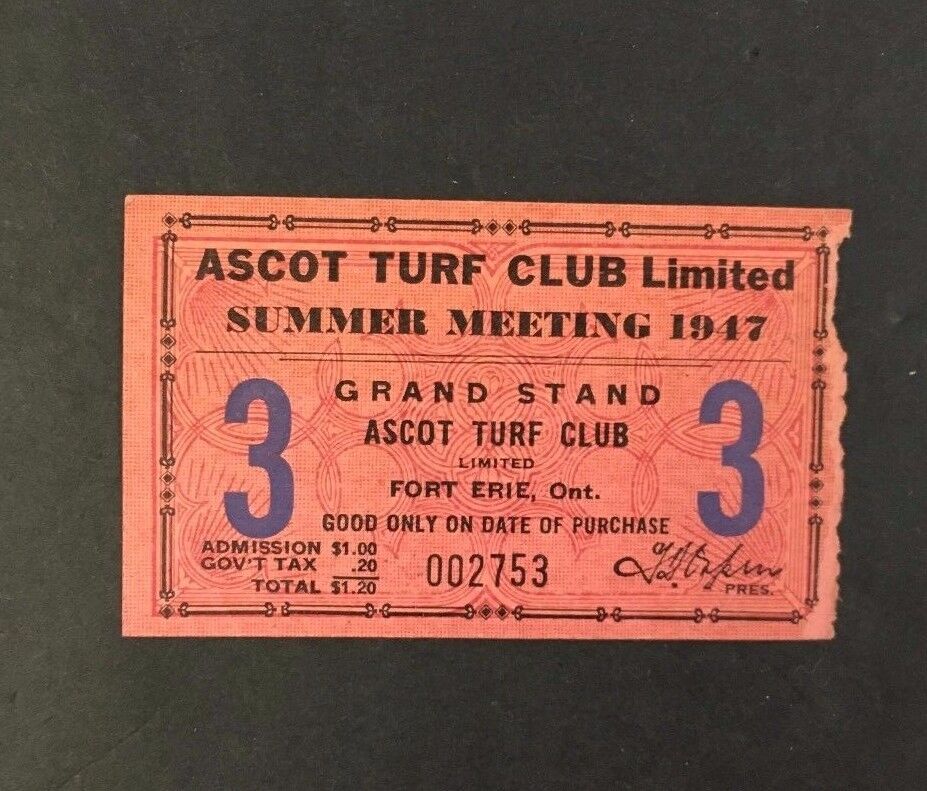 ASCOT TURF CLUB Limited
SUMMER MEETING 1947
3 3
GRAND STAND
ASCOT TURF CLUB
LIMITED
FORT ERIE, Ont.
GOOD ONLY ON DATE OF PURCHASE
ADMISSION $1.00
GOV'T TAX .20
TOTAL $1.20
002753
PRES.